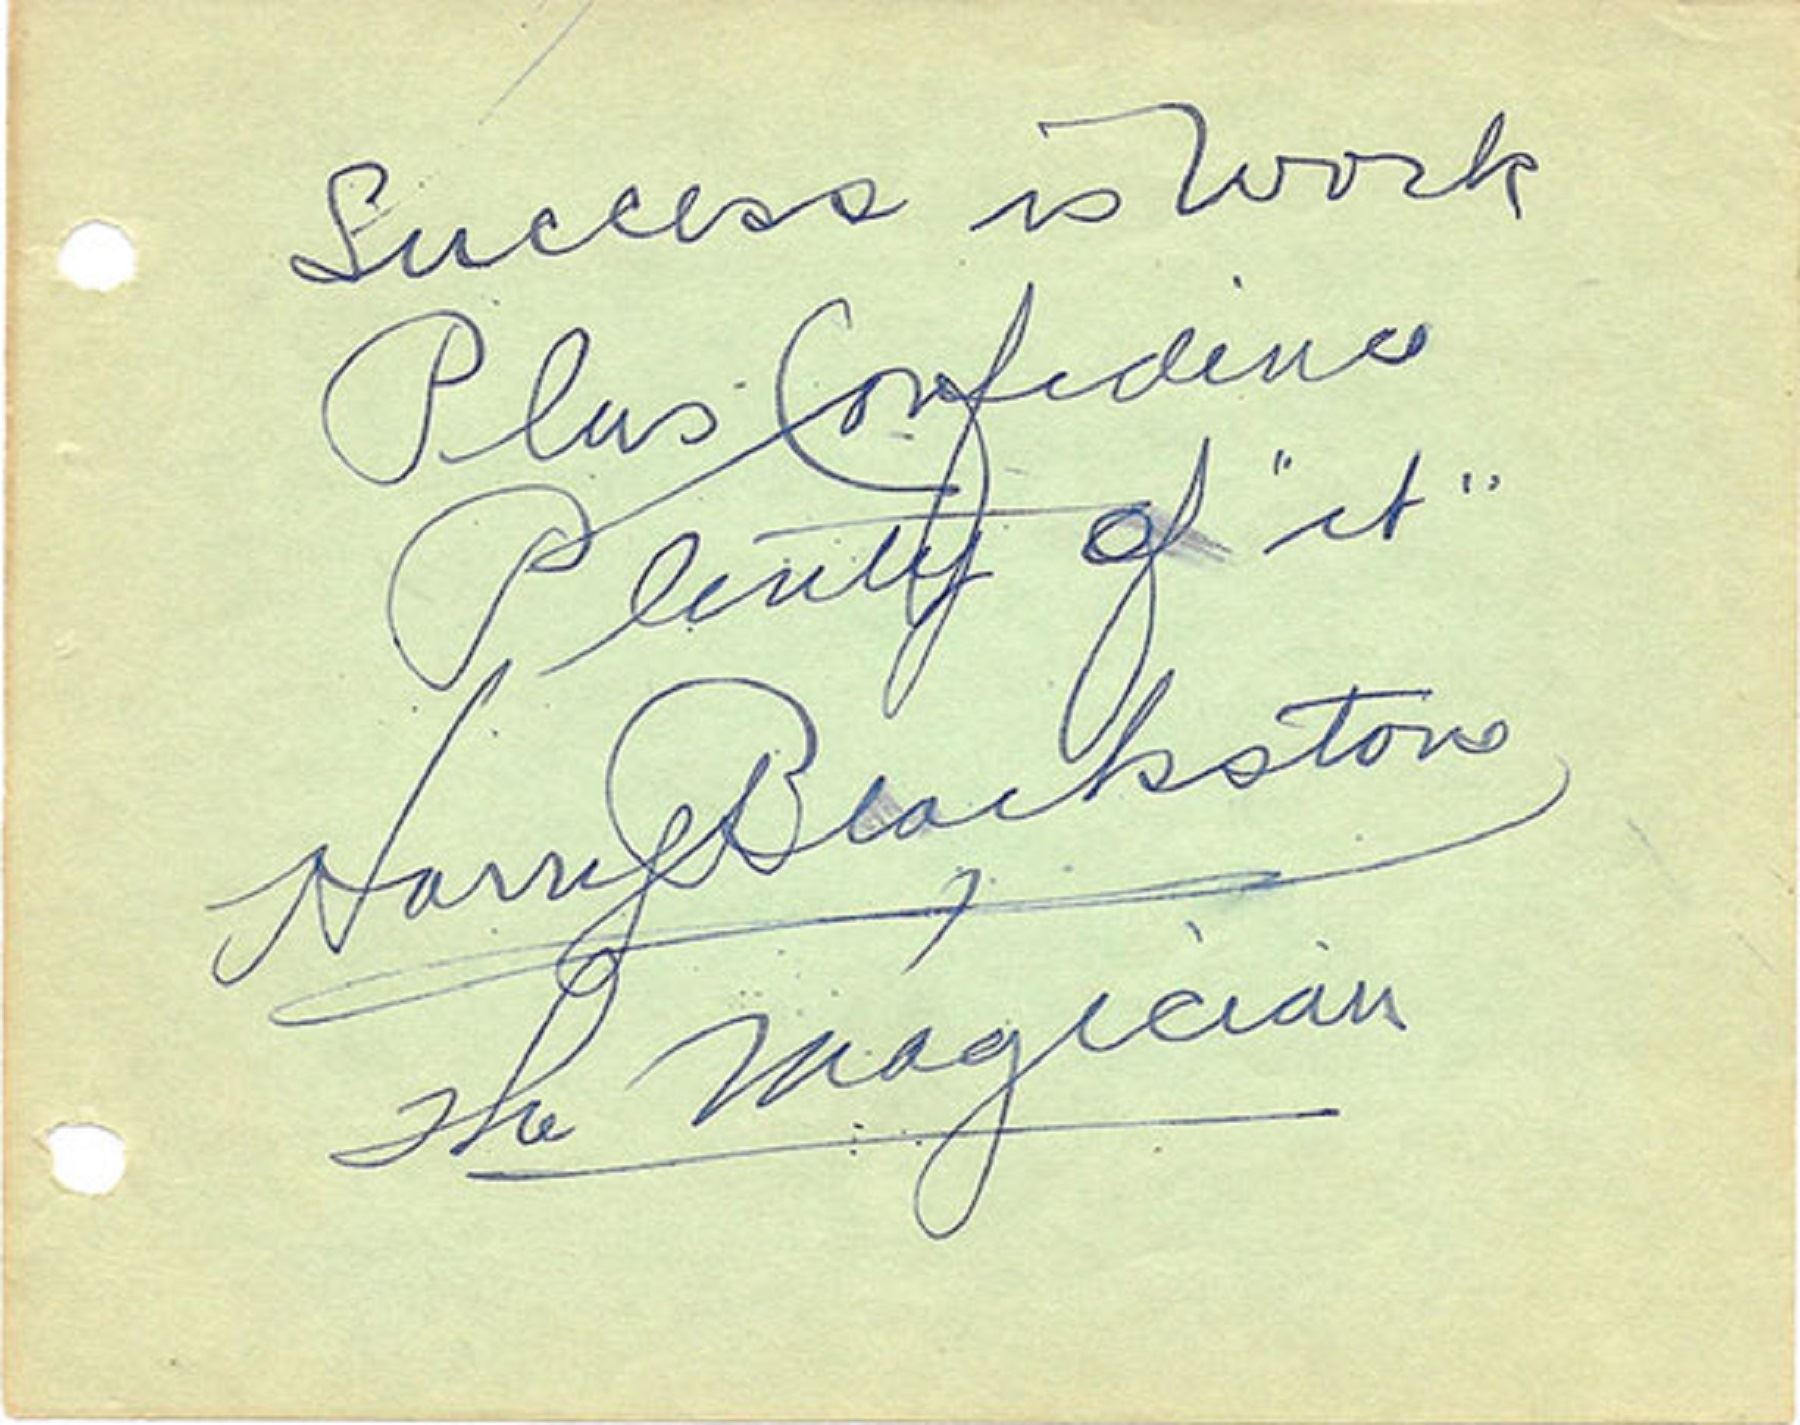 Success is Work
Plus Confidence
Plenty of "it"
Harry Blackstone
The Magician